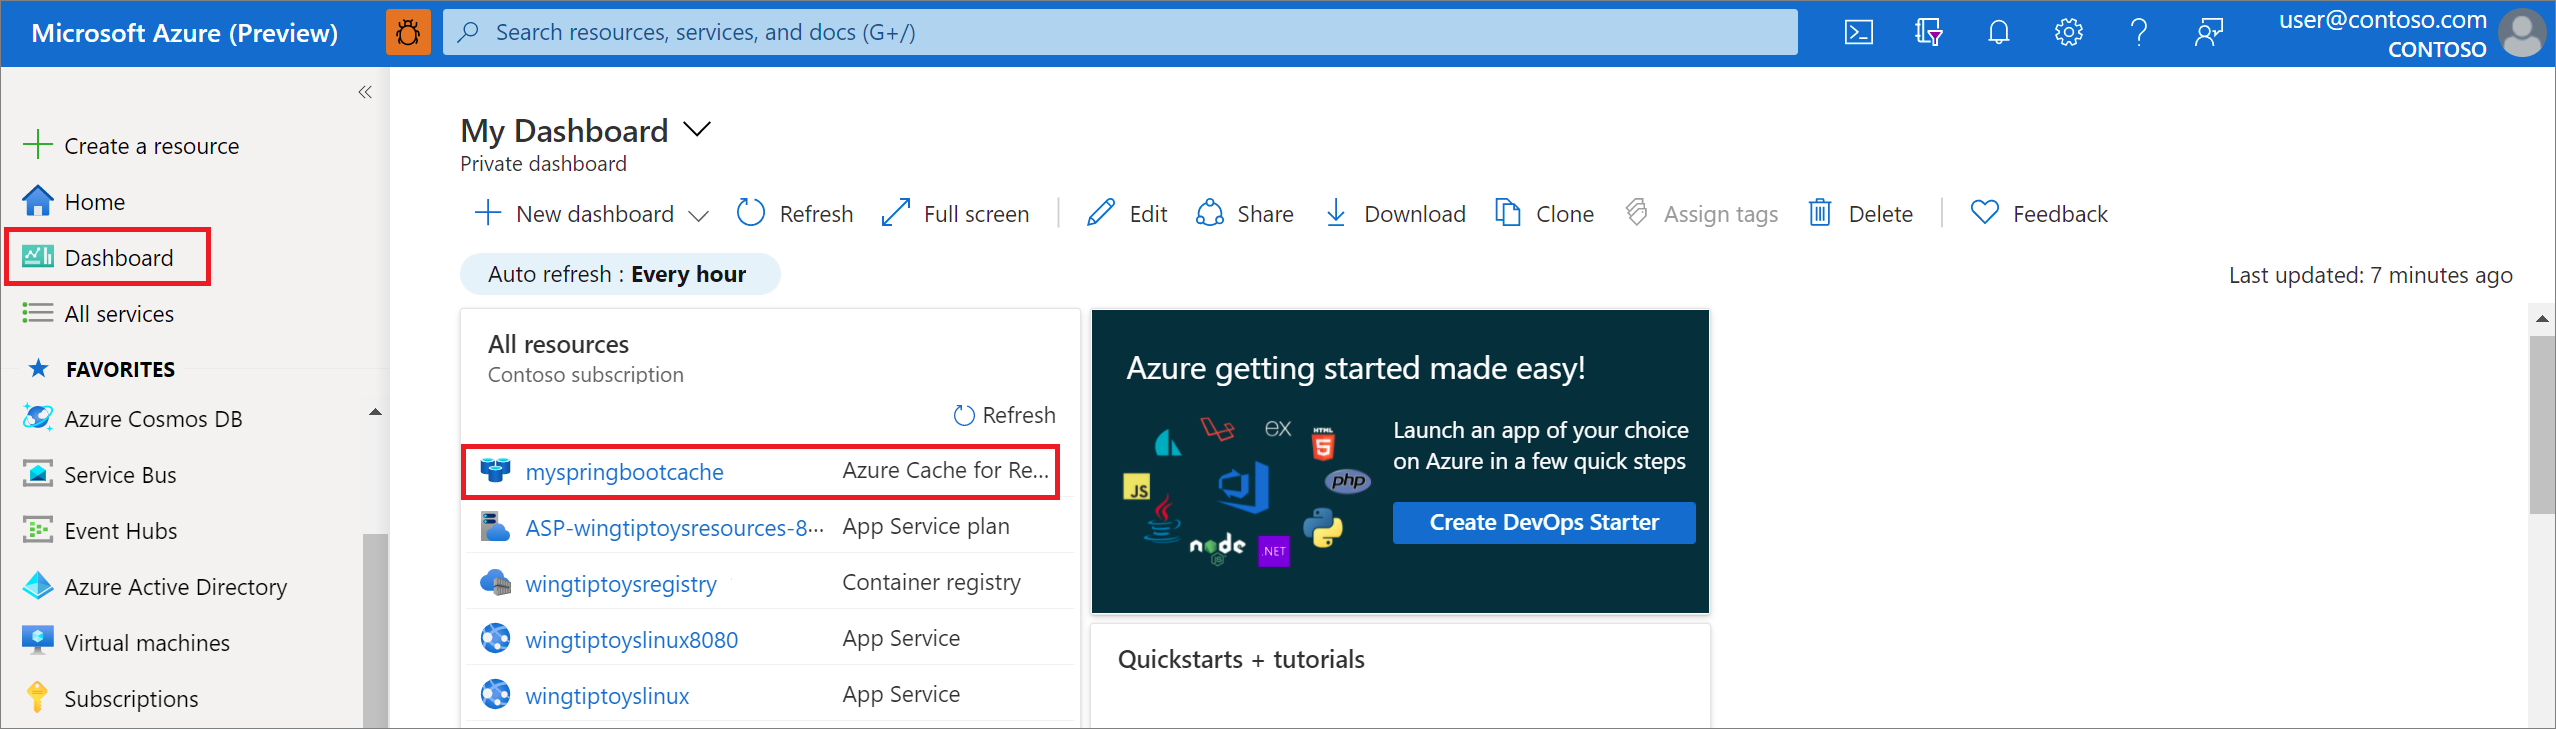 Microsoft Azure (Preview)
Search resources, services, and docs (G+/)
user@contoso.com
CONTOSO
Create a resource
Home
Dashboard
All services
FAVORITES
Azure Cosmos DB
Service Bus
Event Hubs
Azure Active Directory
Virtual machines
Subscriptions
My Dashboard
Private dashboard
New dashboard Refresh Full screen Edit Share Download Clone Assign tags Delete Feedback
Auto refresh : Every hour
Last updated: 7 minutes ago
All resources
Contoso subscription
Refresh
myspringbootcache Azure Cache for Re...
ASP-wingtiptoysresources-8... App Service plan
wingtiptoysregistry Container registry
wingtiptoyslinux8080 App Service
wingtiptoyslinux App Service
Azure getting started made easy!
ex
HTML
5
JS
php
node
JS
.NET
Launch an app of your choice
on Azure in a few quick steps
Create DevOps Starter
Quickstarts + tutorials